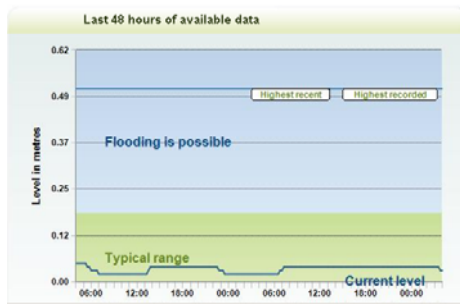 Last 48 hours of available data
Level in metres
0.62
0.49
Highest recent
Highest recorded
0.37
Flooding is possible
0.25
0.12
Typical range
0.00
Current level
06:00 12:00 18:00 00:00 06:00 12:00 18:00 00:00